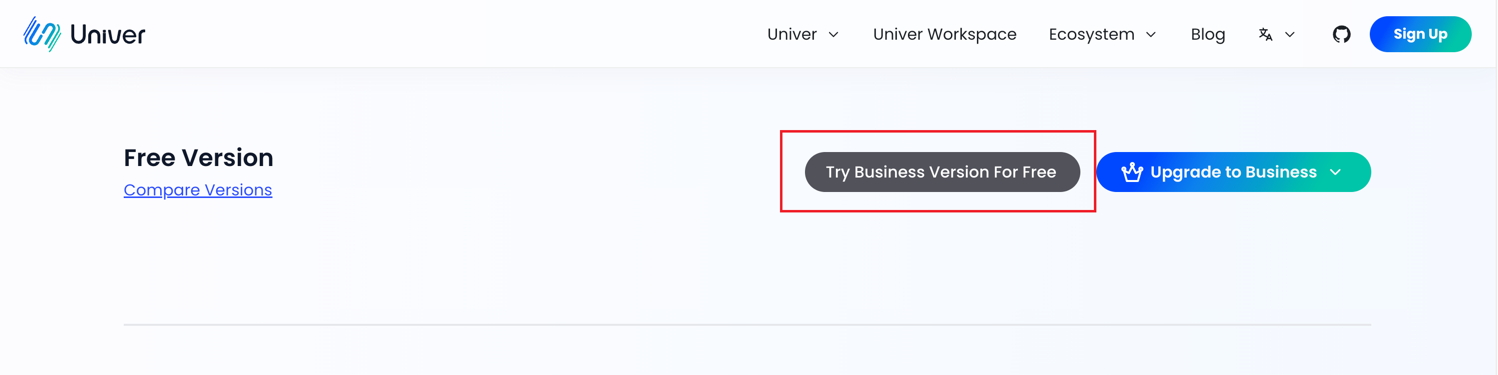 Univer
Univer Univer Workspace Ecosystem Blog Sign Up
Free Version
Compare Versions
Try Business Version For Free
Upgrade to Business